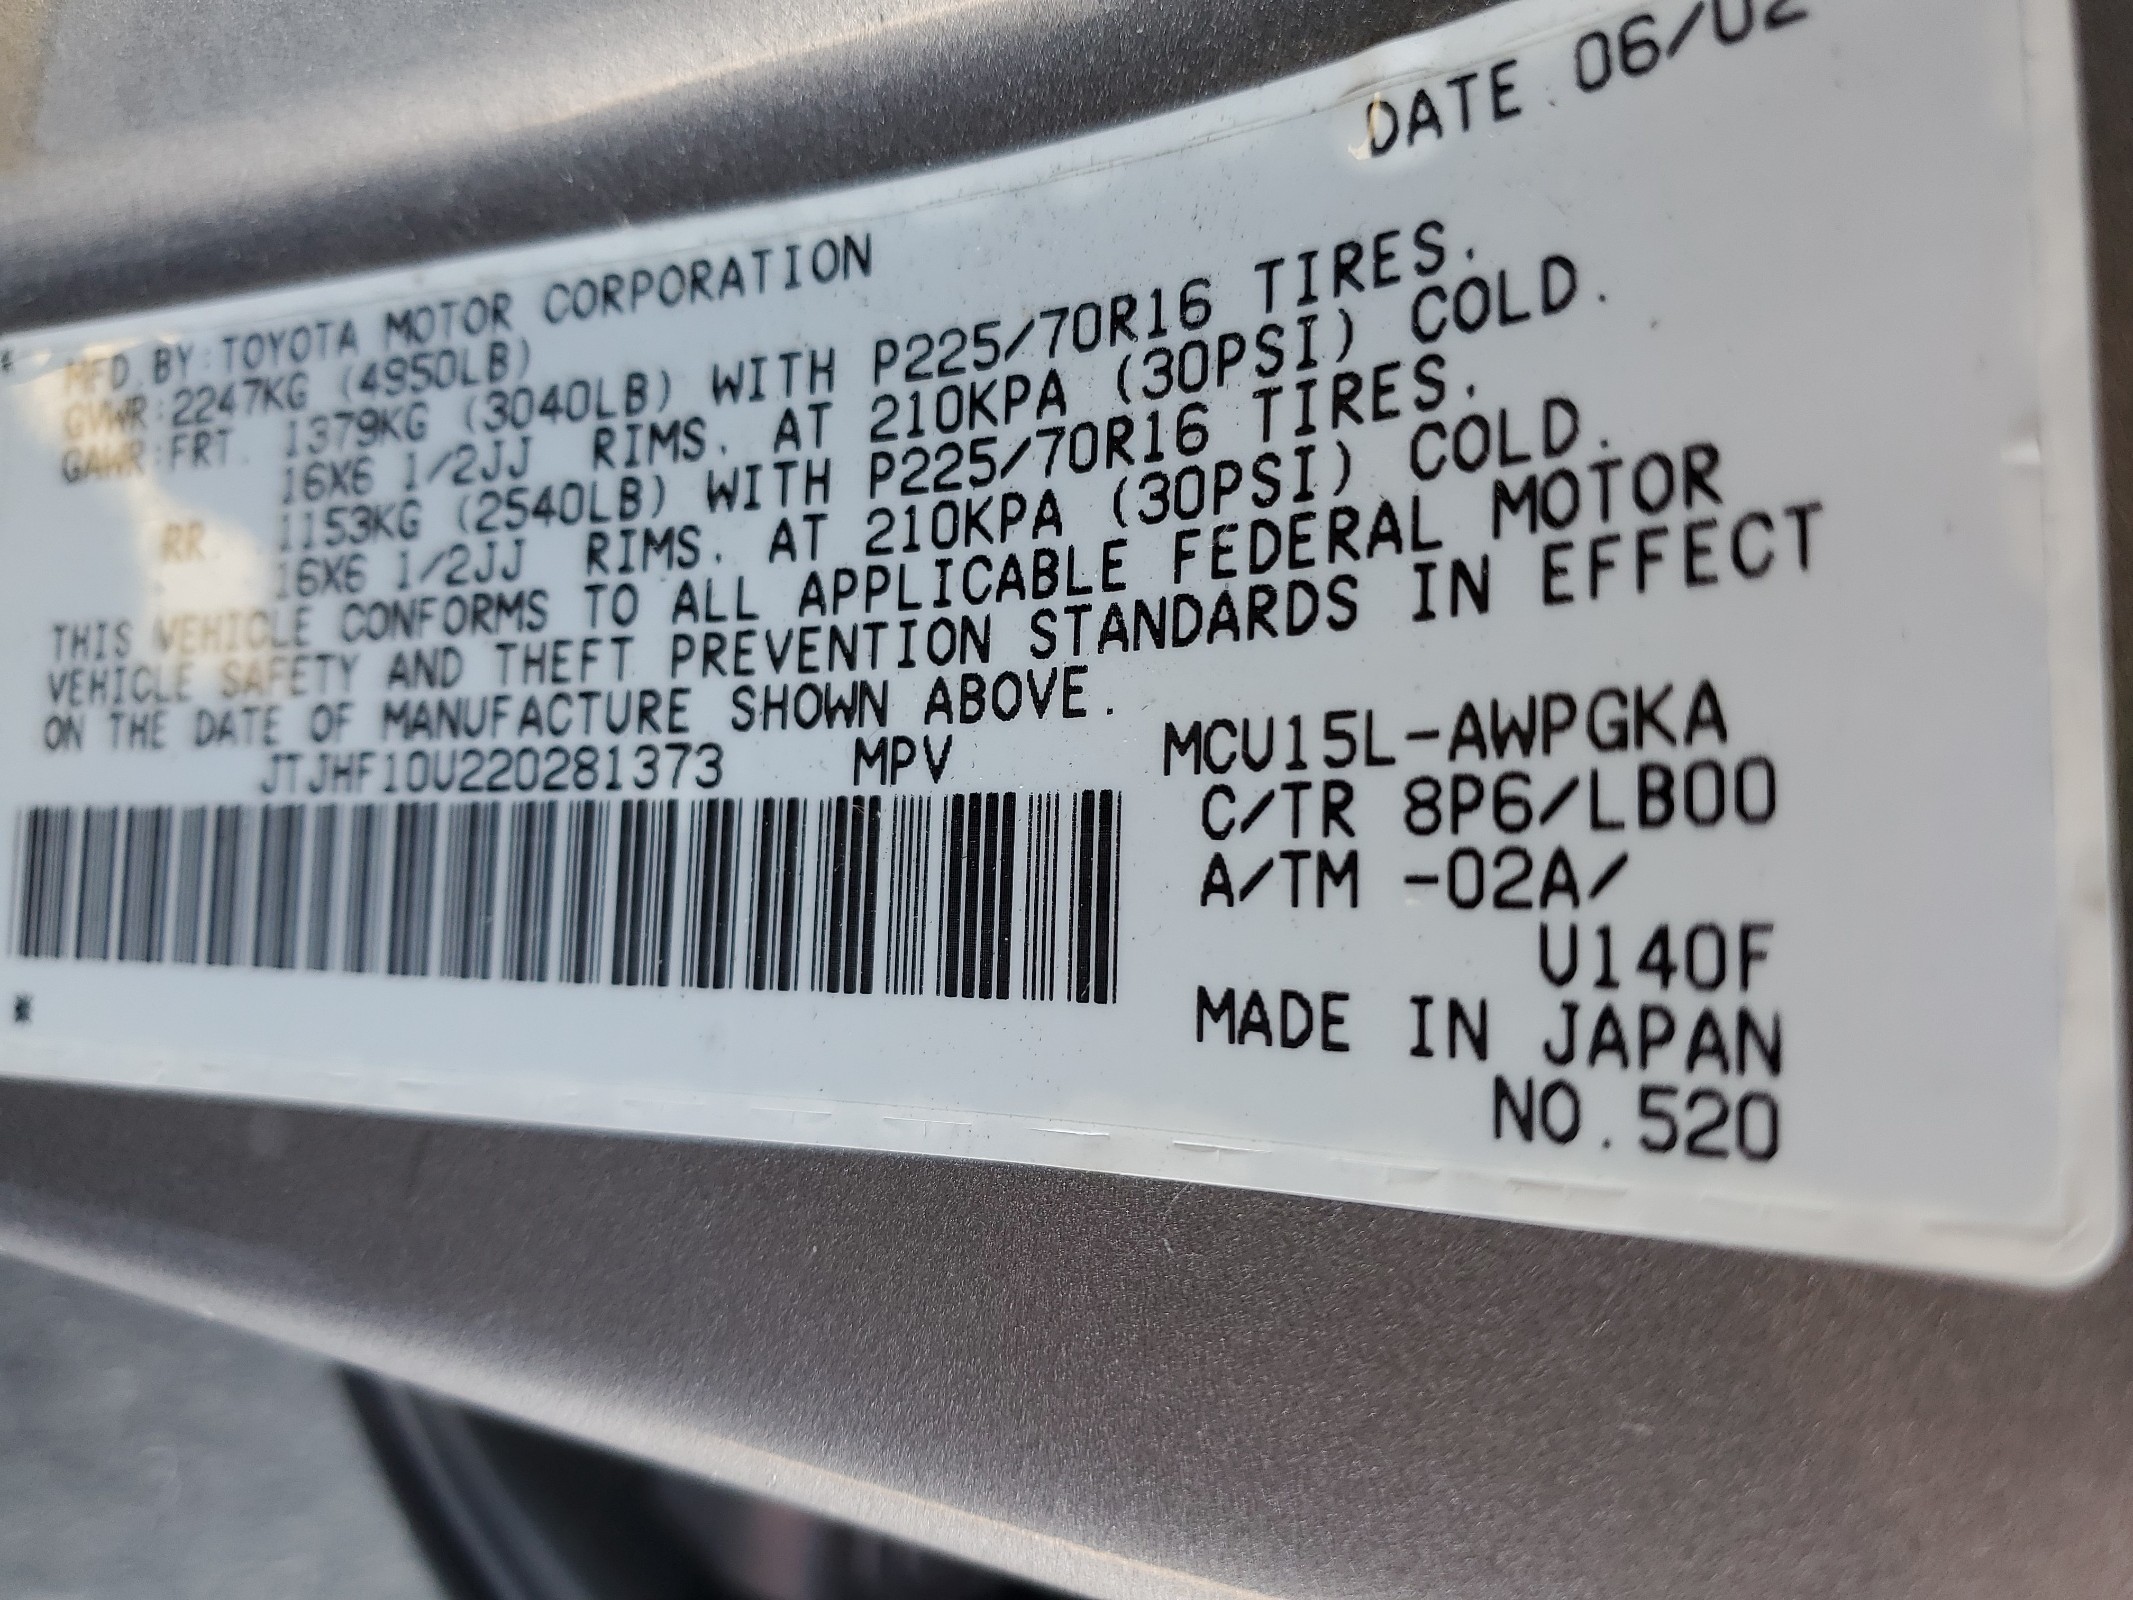 DATE 06/02
MFD. BY: TOYOTA MOTOR CORPORATION
GVWR: 2247KG (4950LB)
GAWR: FRT. 1379KG (3040LB) WITH P225/70R16 TIRES.
16X6 1/2JJ RIMS. AT 210KPA (30PSI) COLD.
RR. 1153KG (2540LB) WITH P225/70R16 TIRES.
16X6 1/2JJ RIMS. AT 210KPA (30PSI) COLD.
THIS VEHICLE CONFORMS TO ALL APPLICABLE FEDERAL MOTOR
VEHICLE SAFETY AND THEFT PREVENTION STANDARDS IN EFFECT
ON THE DATE OF MANUFACTURE SHOWN ABOVE.
JTJHF10U220281373 MPV
MCU15L-AWPGKA
C/TR 8P6/LB00
A/TM -02A/
U140F
MADE IN JAPAN
NO.520